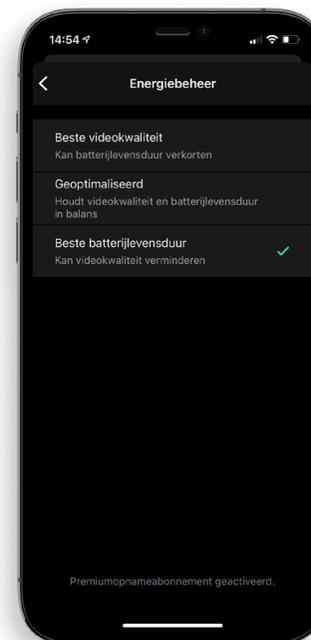 14:54
Energiebeheer
Beste videokwaliteit
Kan batterijlevensduur verkorten
Geoptimaliseerd
Houdt videokwaliteit en batterijlevensduur
in balans
Beste batterijlevensduur
Kan videokwaliteit verminderen
Premiumopnameabonnement geactiveerd.